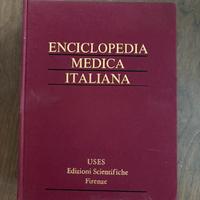 ENCICLOPEDIA
MEDICA
ITALIANA
USES
Edizioni Scientifiche
Firenze